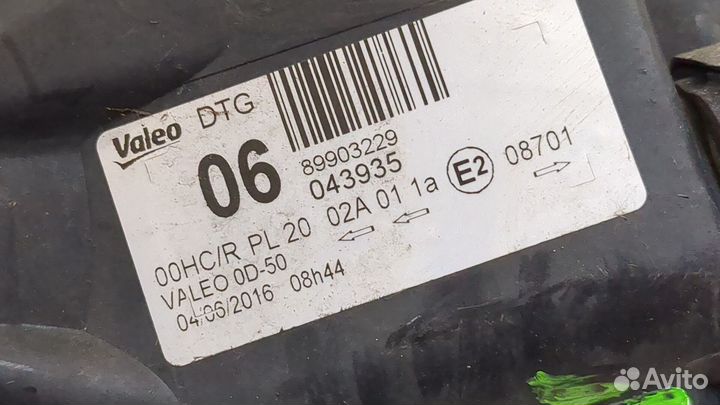 Valeo DTG
06
89903229
043935
00HC/R PL 20 02A 01 1a E2 08701
VALEO 0D-50
04/06/2016 08h44
Avito